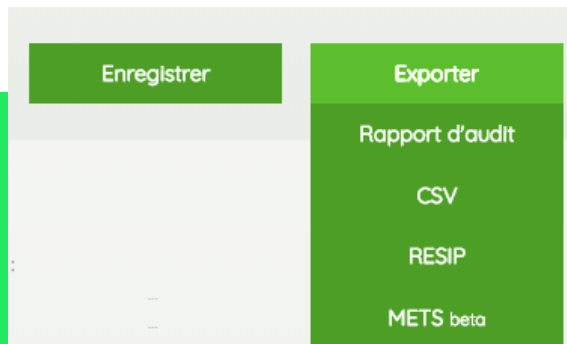 Enregistrer
Exporter
Rapport d'audit
CSV
RESIP
:
...
...
METS beta